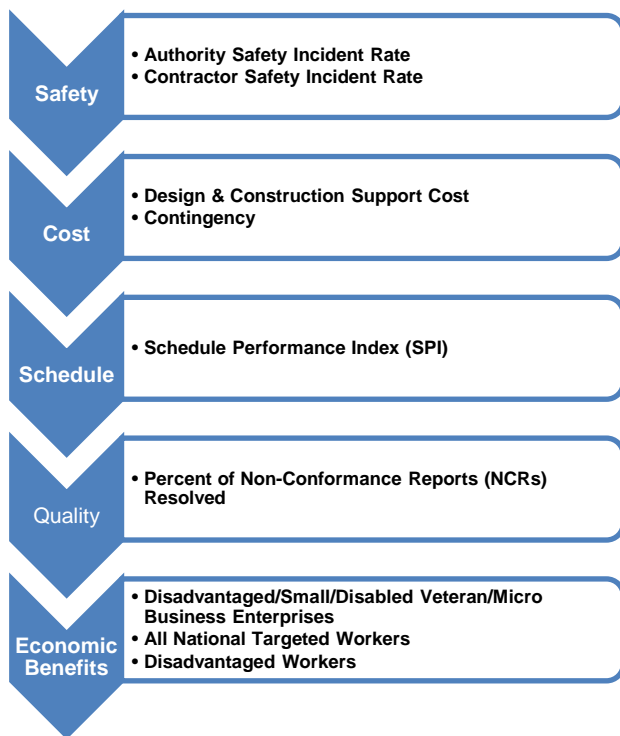 Safety
• Authority Safety Incident Rate
• Contractor Safety Incident Rate
Cost
• Design & Construction Support Cost
• Contingency
Schedule
• Schedule Performance Index (SPI)
Quality
• Percent of Non-Conformance Reports (NCRs)
Resolved
Economic
Benefits
• Disadvantaged/Small/Disabled Veteran/Micro
Business Enterprises
• All National Targeted Workers
• Disadvantaged Workers